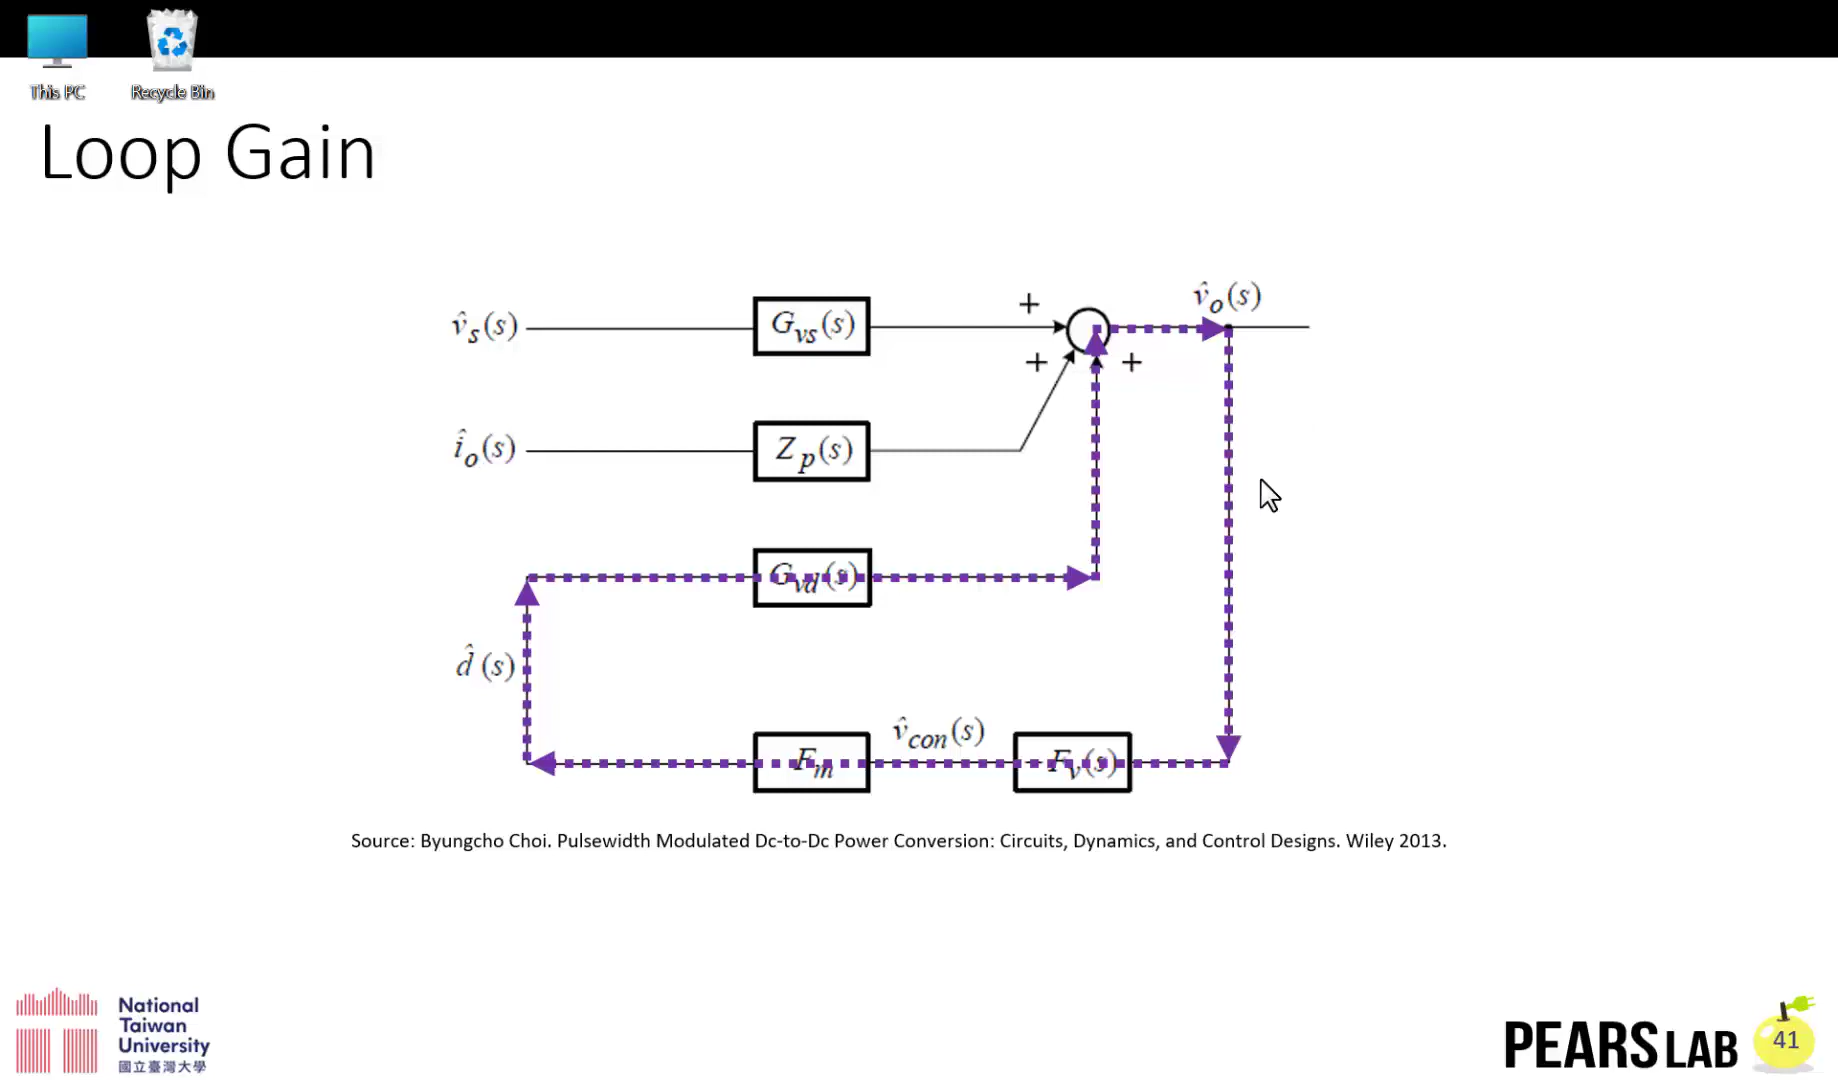 This PC
Recycle Bin
Loop Gain
v̂s(s)
Gvs(s)
+
v̂o(s)
+
+
îo(s)
Zp(s)
Gvd(s)
d̂(s)
Fm
v̂con(s)
-Fv(s)
Source: Byungcho Choi. Pulsewidth Modulated Dc-to-Dc Power Conversion: Circuits, Dynamics, and Control Designs. Wiley 2013.
National
Taiwan
University
國立臺灣大學
PEARS LAB
41